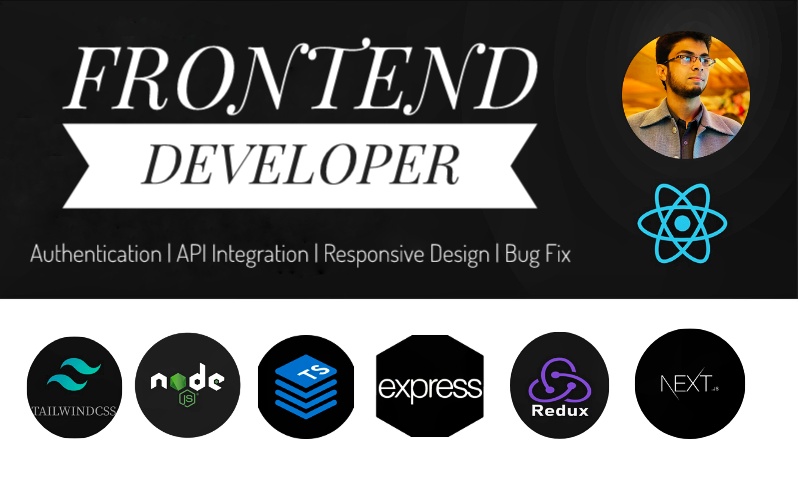 FRONTEND
DEVELOPER
Authentication | API Integration | Responsive Design | Bug Fix
TAILWINDCSS
node
JS
TS
express
Redux
NEXT.JS